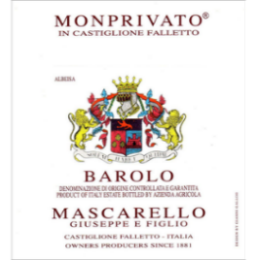 MONPRIVATO®
IN CASTIGLIONE FALLETTO
BAROLO
DENOMINAZIONE DI ORIGINE CONTROLLATA E GARANTITA
PRODUCT OF ITALY ESTATE BOTTLED BY AZIENDA AGRICOLA
MASCARELLO
GIUSEPPE E FIGLIO
CASTIGLIONE FALLETTO - ITALIA
OWNERS PRODUCERS SINCE 1881